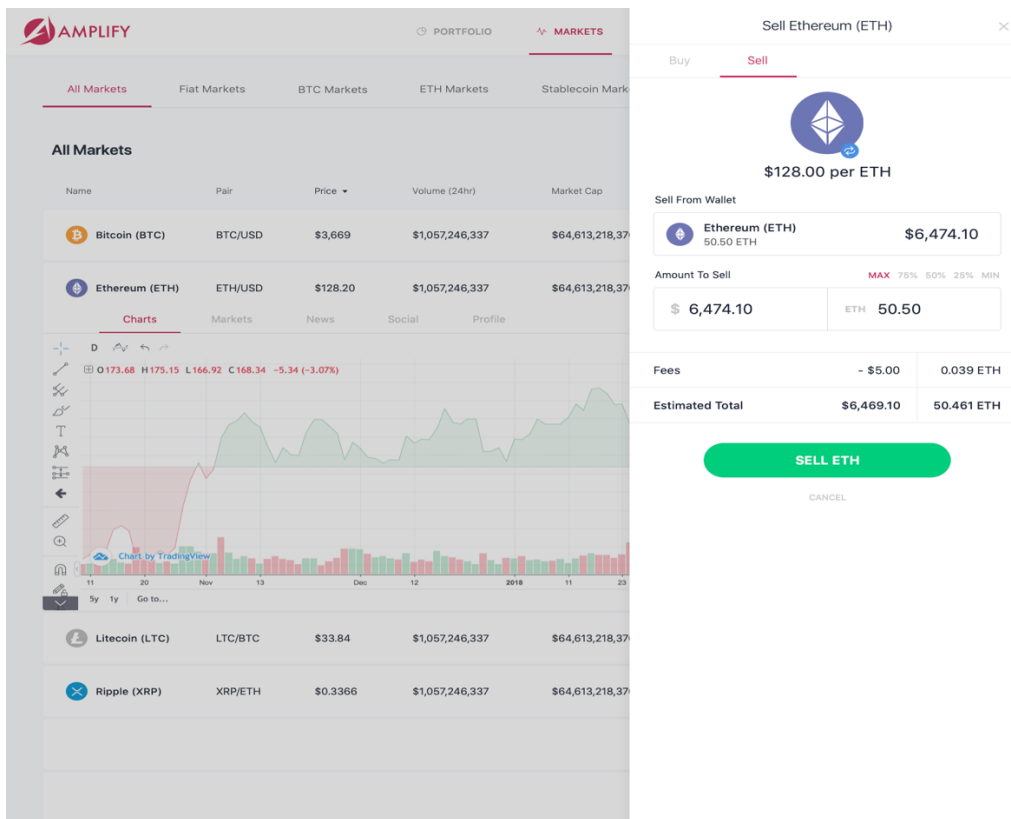 AMPLIFY
PORTFOLIO
MARKETS
All Markets Fiat Markets BTC Markets ETH Markets Stablecoin Mark
All Markets
Name Pair Price Volume (24hr) Market Cap
Bitcoin (BTC) BTC/USD $3,669 $1,057,246,337 $64,613,218,37
Ethereum (ETH) ETH/USD $128.20 $1,057,246,337 $64,613,218,37
Charts Markets News Social Profile
D
O173.68 H175.15 L166.92 C168.34 -5.34 (-3.07%)
T
Chart by TradingView
11 20 Nov 13 Dec 12 2018 11 23
5y 1y Go to...
Litecoin (LTC) LTC/BTC $33.84 $1,057,246,337 $64,613,218,37
Ripple (XRP) XRP/ETH $0.3366 $1,057,246,337 $64,613,218,37
Sell Ethereum (ETH)
Buy Sell
$128.00 per ETH
Sell From Wallet
Ethereum (ETH) $6,474.10
50.50 ETH
Amount To Sell MAX 75% 50% 25% MIN
$ 6,474.10 ETH 50.50
Fees - $5.00 0.039 ETH
Estimated Total $6,469.10 50.461 ETH
SELL ETH
CANCEL